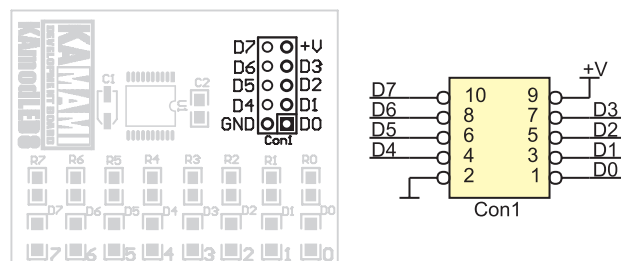 KAMAMI
DEVELOPMENT BOARD
KAmodLED8
C1
U1
C2
D7 +V
D6 D3
D5 D2
D4 D1
GND D0
Con1
R7 R6 R5 R4 R3 R2 R1 R0
D7 D6 D5 D4 D3 D2 D1 D0
7 6 5 4 3 2 1 0
+V
D7 10 9
D6 8 7 D3
D5 6 5 D2
D4 4 3 D1
2 1 D0
Con1